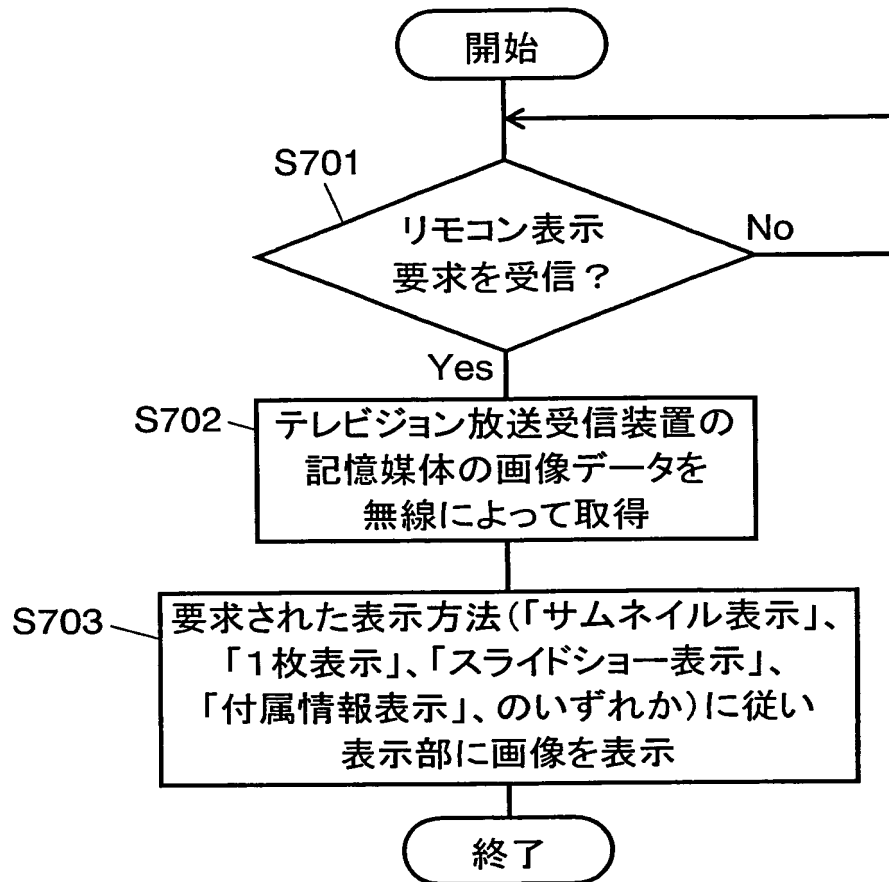 開始
S701
リモコン表示
要求を受信?
No
Yes
S702
テレビジョン放送受信装置の
記憶媒体の画像データを
無線によって取得
S703
要求された表示方法(「サムネイル表示」、
「1枚表示」、「スライドショー表示」、
「付属情報表示」、のいずれか)に従い
表示部に画像を表示
終了